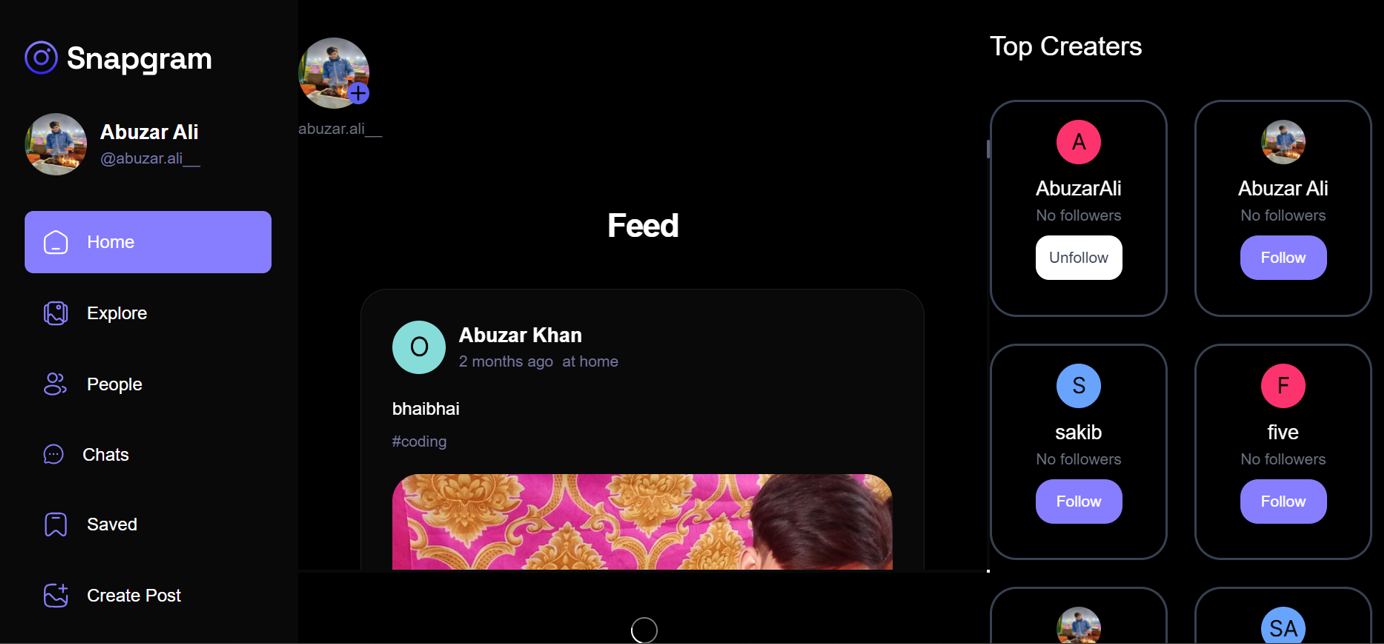 Snapgram
Abuzar Ali
@abuzar.ali__
Home
Explore
People
Chats
Saved
Create Post
abuzar.ali__
Feed
O
Abuzar Khan
2 months ago at home
bhaibhai
#coding
Top Creaters
A
AbuzarAli
No followers
Unfollow
Abuzar Ali
No followers
Follow
S
sakib
No followers
Follow
F
five
No followers
Follow
SA